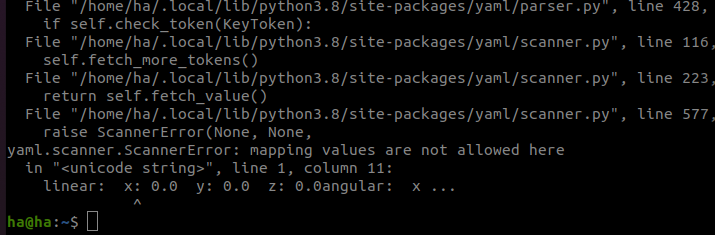 File "/home/ha/.local/lib/python3.8/site-packages/yaml/parser.py", line 428,
if self.check_token(KeyToken):
File "/home/ha/.local/lib/python3.8/site-packages/yaml/scanner.py", line 116,
self.fetch_more_tokens()
File "/home/ha/.local/lib/python3.8/site-packages/yaml/scanner.py", line 223,
return self.fetch_value()
File "/home/ha/.local/lib/python3.8/site-packages/yaml/scanner.py", line 577,
raise ScannerError(None, None,
yaml.scanner.ScannerError: mapping values are not allowed here
in "<unicode string>", line 1, column 11:
linear:  x: 0.0  y: 0.0  z: 0.0angular:  x ...
^
ha@ha:~$